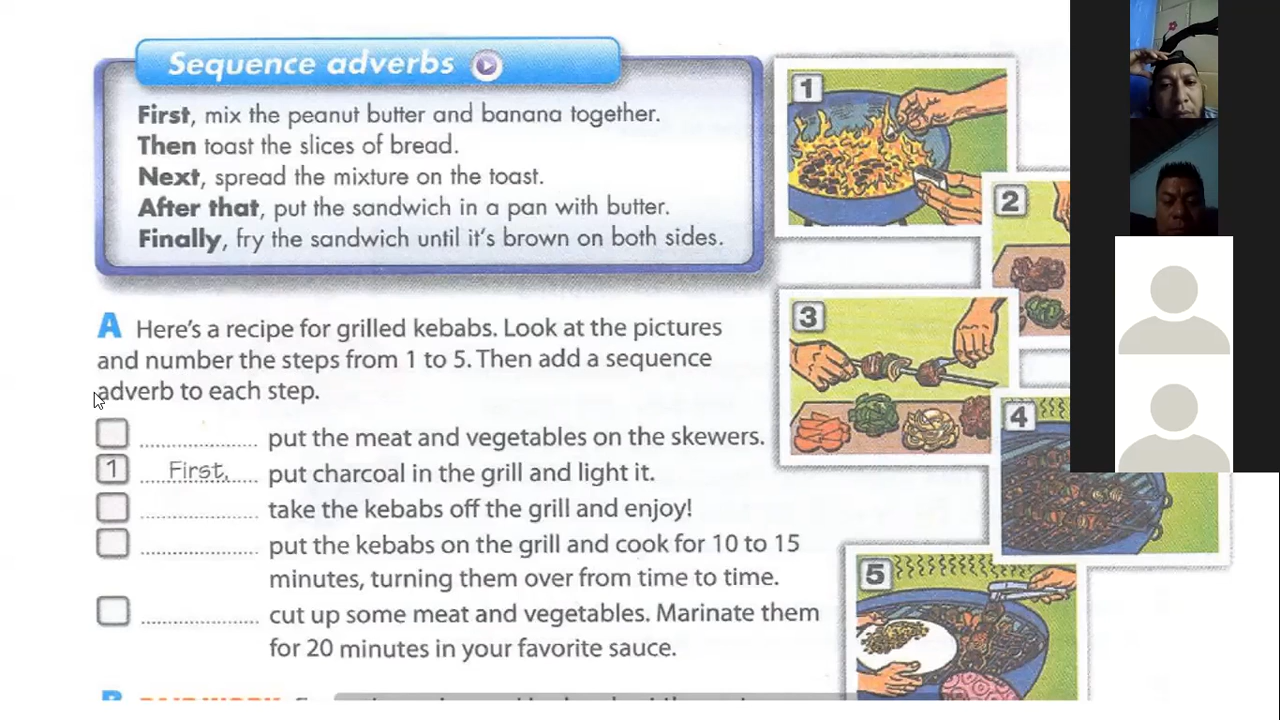 Sequence adverbs
First, mix the peanut butter and banana together.
Then toast the slices of bread.
Next, spread the mixture on the toast.
After that, put the sandwich in a pan with butter.
Finally, fry the sandwich until it's brown on both sides.
A Here's a recipe for grilled kebabs. Look at the pictures
and number the steps from 1 to 5. Then add a sequence
adverb to each step.
put the meat and vegetables on the skewers.
1 First, put charcoal in the grill and light it.
take the kebabs off the grill and enjoy!
put the kebabs on the grill and cook for 10 to 15
minutes, turning them over from time to time.
cut up some meat and vegetables. Marinate them
for 20 minutes in your favorite sauce.
1
2
3
4
5